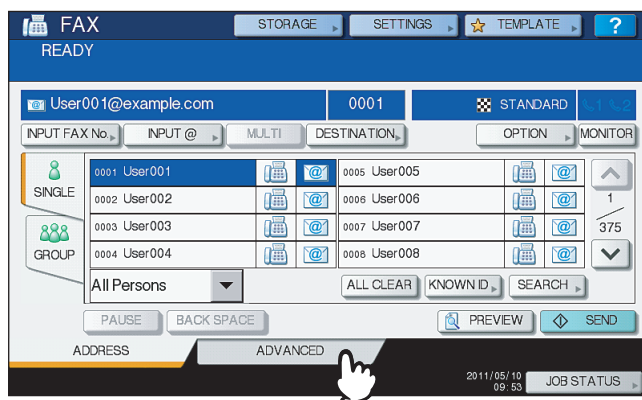 FAX STORAGE SETTINGS TEMPLATE ?
READY
User001@example.com 0001 STANDARD 1 2
INPUT FAX No. INPUT @ MULTI DESTINATION OPTION MONITOR
SINGLE
GROUP
0001 User001 0005 User005
0002 User002 0006 User006
0003 User003 0007 User007
0004 User004 0008 User008
1
375
All Persons ALL CLEAR KNOWN ID SEARCH
PAUSE BACK SPACE PREVIEW SEND
ADDRESS ADVANCED
2011/05/10
09:53
JOB STATUS